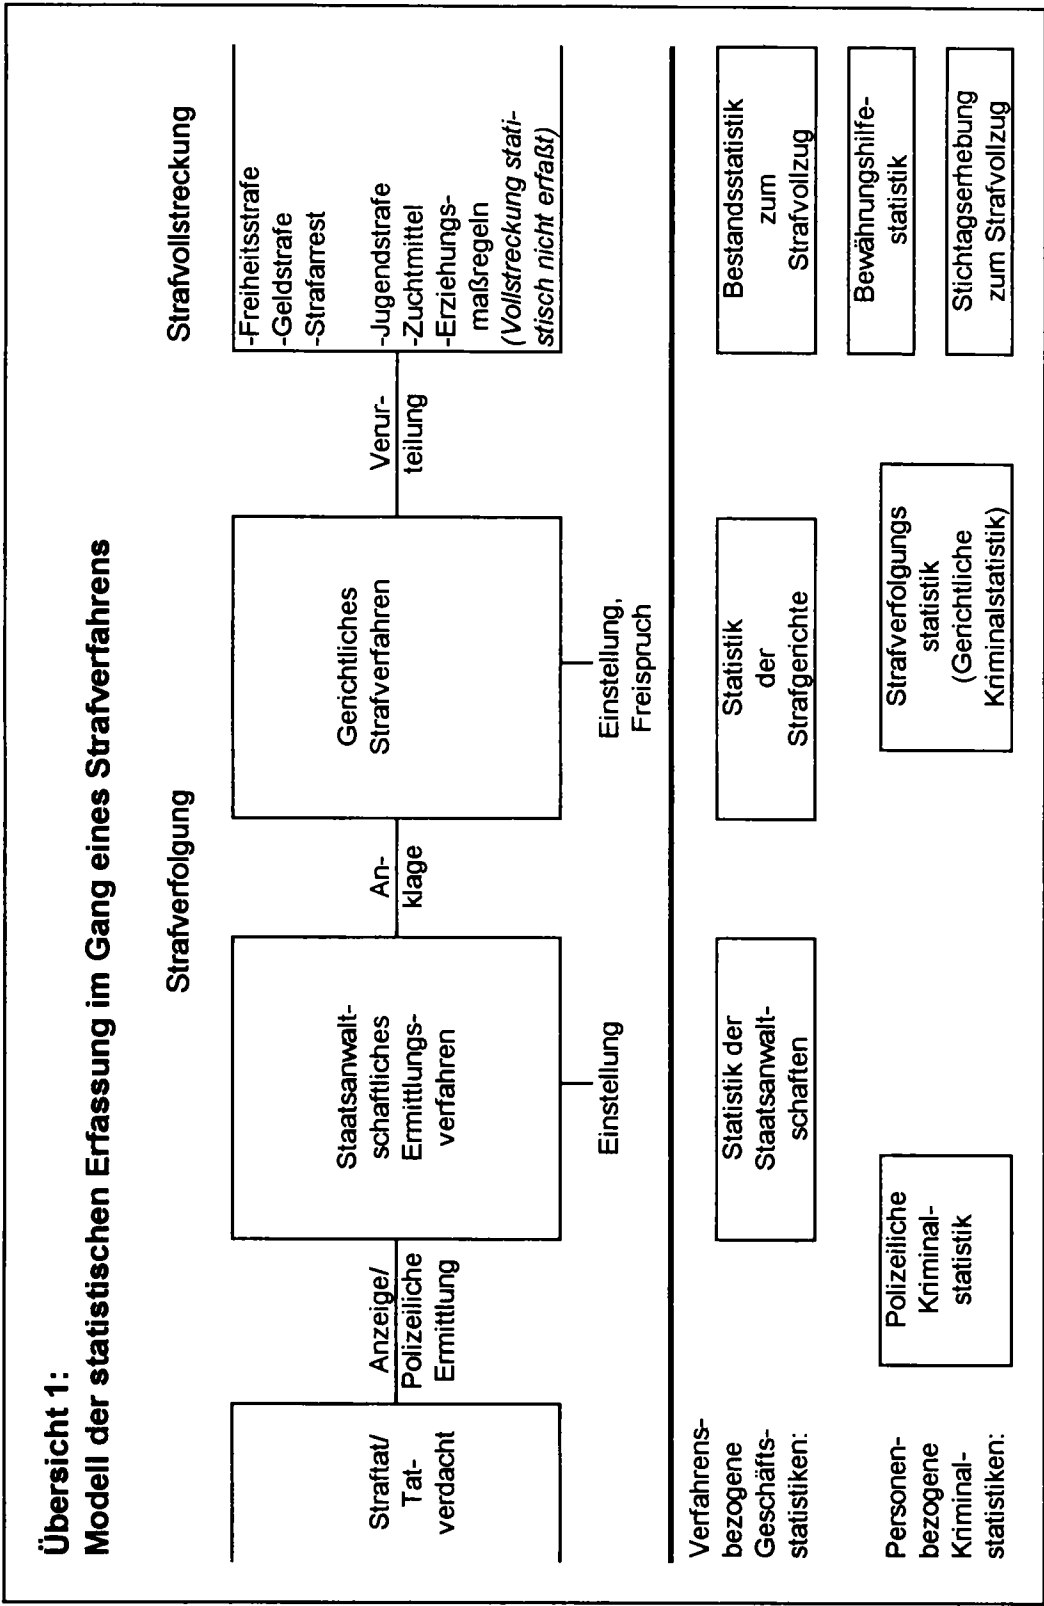 Übersicht 1:
Modell der statistischen Erfassung im Gang eines Strafverfahrens
Strafverfolgung
Strafvollstreckung
Straftat/
Tat-
verdacht
Anzeige/
Polizeiliche
Ermittlung
Staatsanwalt-
schaftliches
Ermittlungs-
verfahren
Einstellung
An-
klage
Gerichtliches
Strafverfahren
Einstellung,
Freispruch
Verur-
teilung
-Freiheitsstrafe
-Geldstrafe
-Strafarrest
-Jugendstrafe
-Zuchtmittel
-Erziehungs-
maßregeln
(Vollstreckung stati-
stisch nicht erfaßt)
Verfahrens-
bezogene
Geschäfts-
statistiken:
Statistik der
Staatsanwalt-
schaften
Statistik
der
Strafgerichte
Bestandsstatistik
zum
Strafvollzug
Bewährungshilfe-
statistik
Stichtagserhebung
zum Strafvollzug
Personen-
bezogene
Kriminal-
statistiken:
Polizeiliche
Kriminal-
statistik
Strafverfolgungs
statistik
(Gerichtliche
Kriminalstatistik)